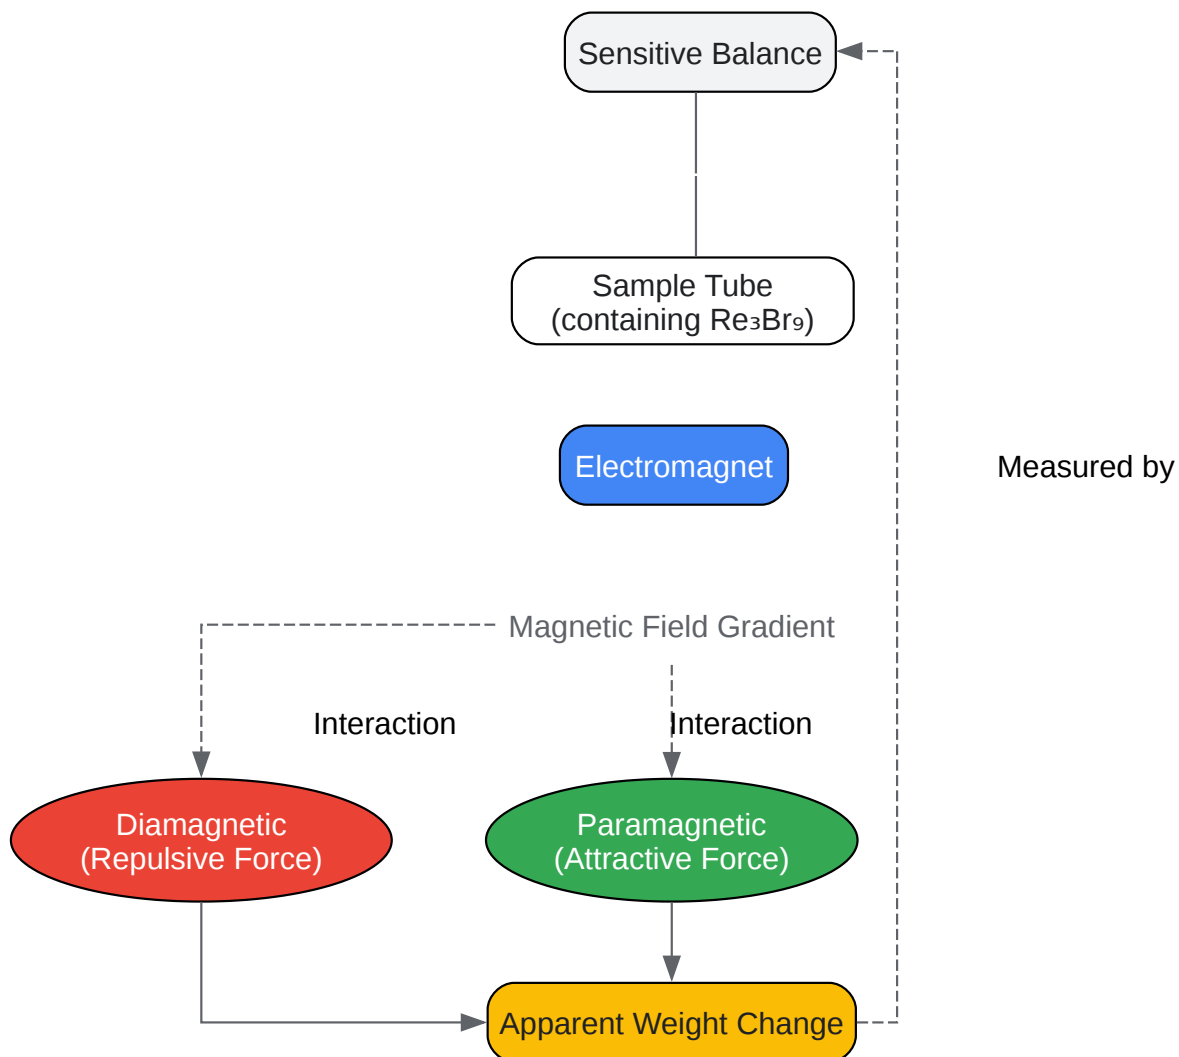 Sensitive Balance
Sample Tube
(containing Re₃Br₉)
Electromagnet
Measured by
Magnetic Field Gradient
Interaction
Interaction
Diamagnetic
(Repulsive Force)
Paramagnetic
(Attractive Force)
Apparent Weight Change